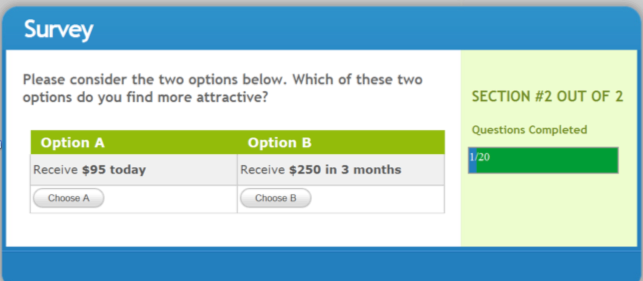 Survey
Please consider the two options below. Which of these two
options do you find more attractive?
SECTION #2 OUT OF 2
Questions Completed
1/20
Option A Option B
Receive $95 today Receive $250 in 3 months
Choose A Choose B